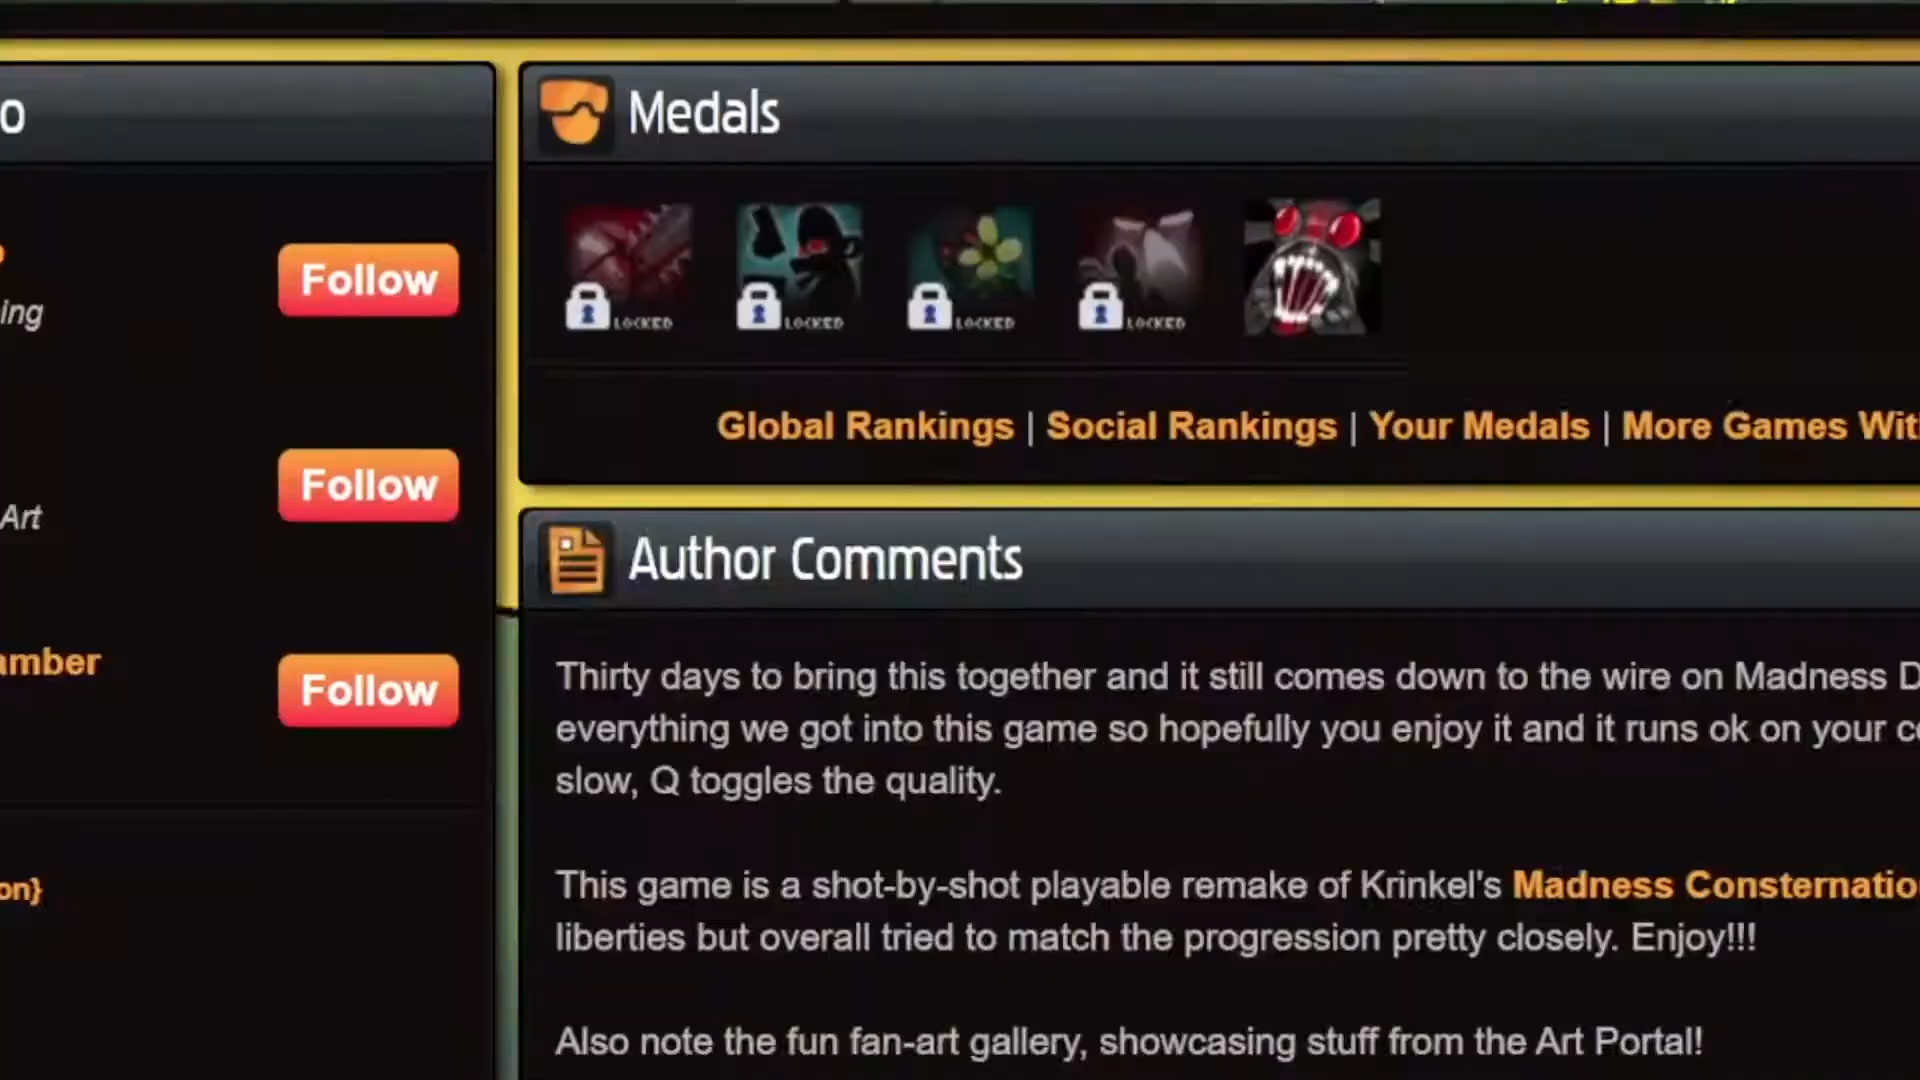 Medals
Follow
ing
LOCKED LOCKED LOCKED LOCKED
Global Rankings | Social Rankings | Your Medals | More Games Wit
Follow
Art
Author Comments
amber
Follow
Thirty days to bring this together and it still comes down to the wire on Madness D
everything we got into this game so hopefully you enjoy it and it runs ok on your co
slow, Q toggles the quality.
This game is a shot-by-shot playable remake of Krinkel's Madness Consternatio
on}
liberties but overall tried to match the progression pretty closely. Enjoy!!!
Also note the fun fan-art gallery, showcasing stuff from the Art Portal!